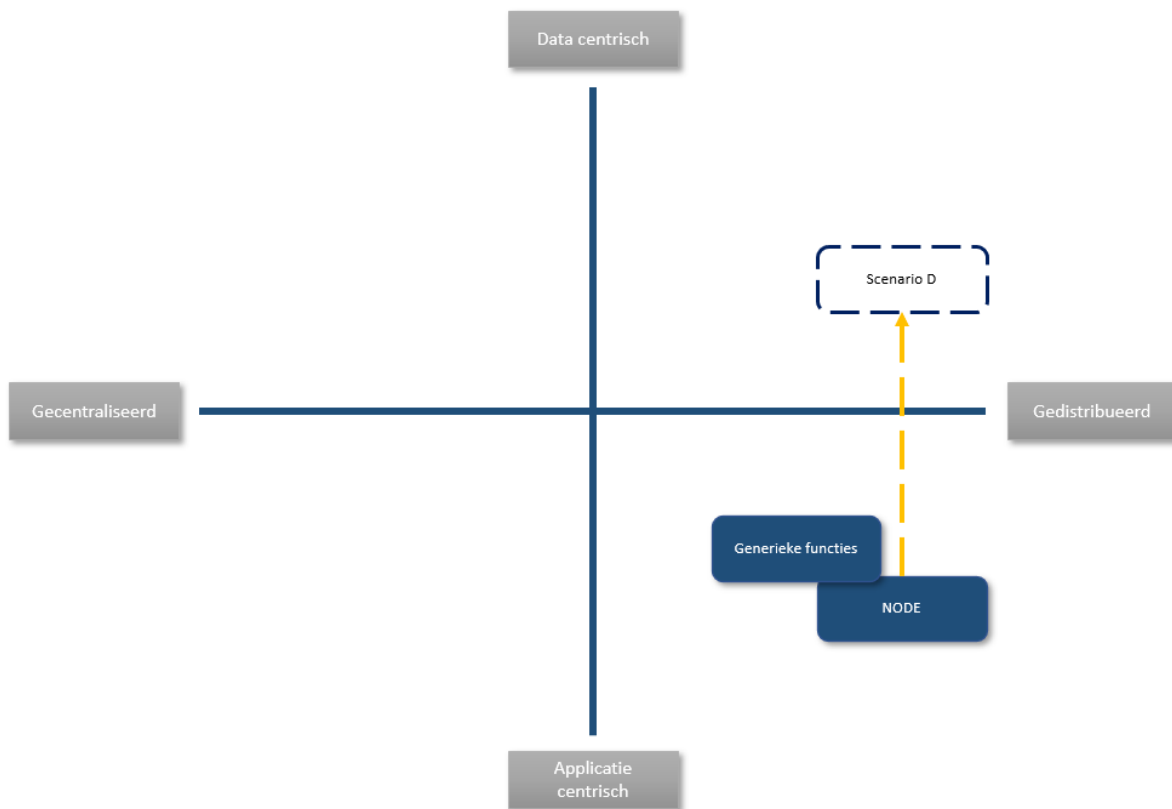 Data centrisch
Scenario D
Gecentraliseerd
Gedistribueerd
Generieke functies
NODE
Applicatie
centrisch